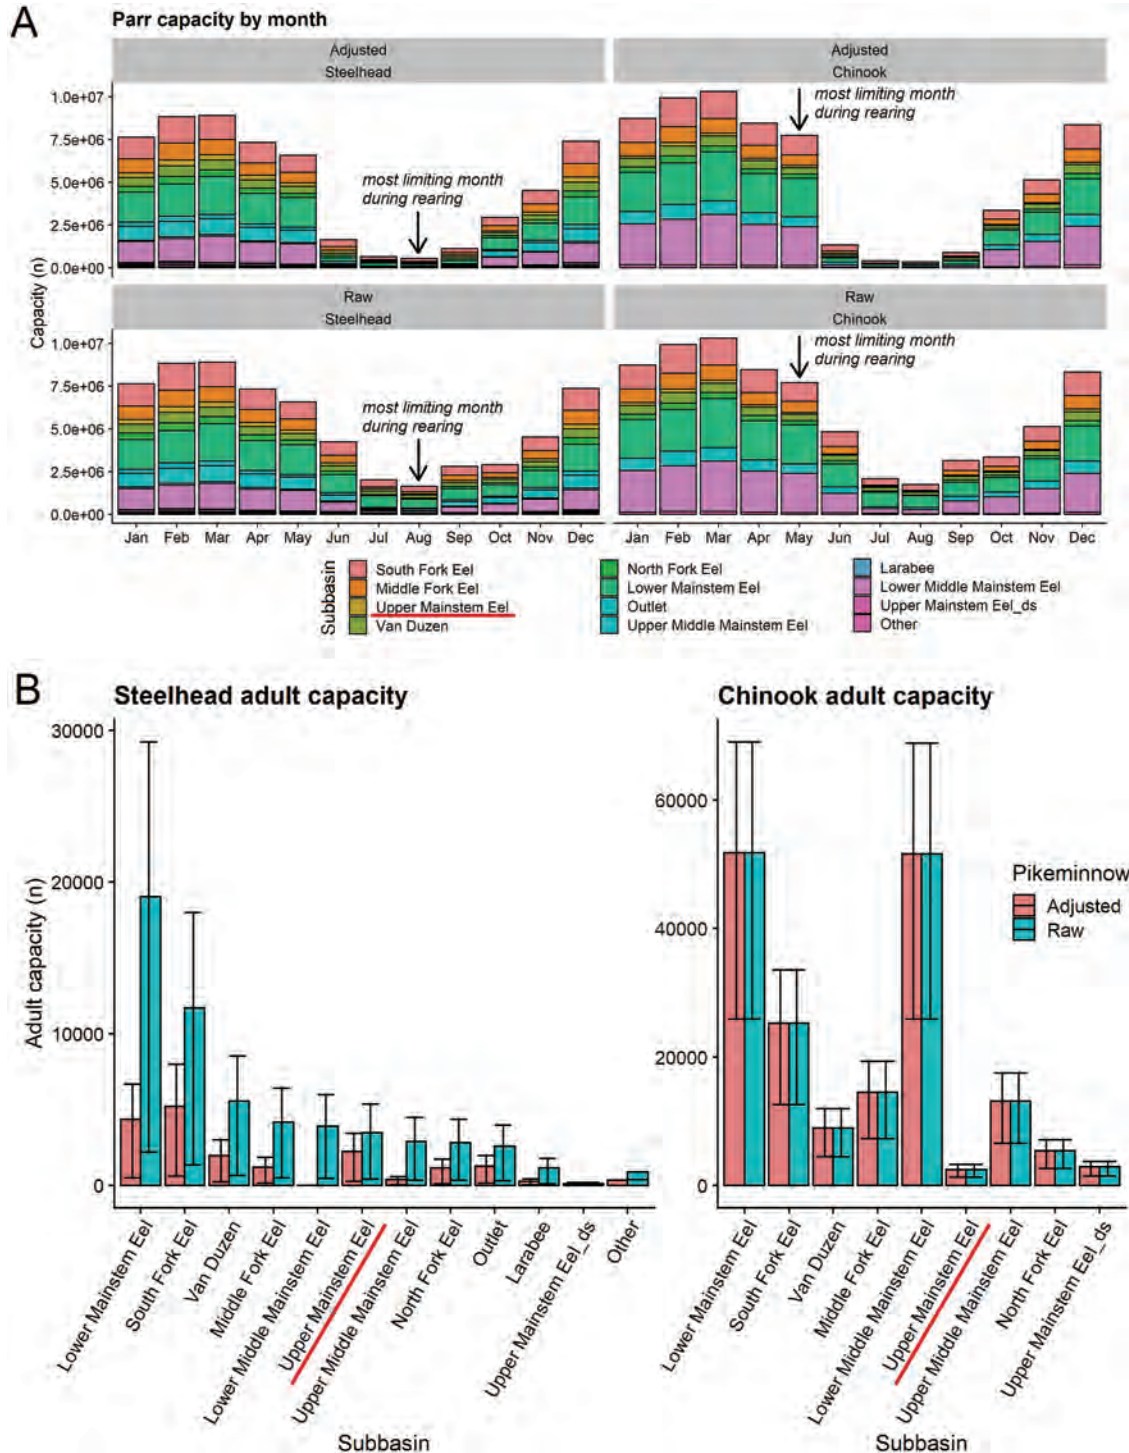 A
Parr capacity by month
Adjusted
Steelhead
Adjusted
Chinook
most limiting month
during rearing
most limiting month
during rearing
1.0e+07
7.5e+06
5.0e+06
2.5e+06
0.0e+00
Capacity (n)
Raw
Steelhead
Raw
Chinook
most limiting month
during rearing
most limiting month
during rearing
1.0e+07
7.5e+06
5.0e+06
2.5e+06
0.0e+00
Jan Feb Mar Apr May Jun Jul Aug Sep Oct Nov Dec
Jan Feb Mar Apr May Jun Jul Aug Sep Oct Nov Dec
Subbasin
South Fork Eel
Middle Fork Eel
Upper Mainstem Eel
Van Duzen
North Fork Eel
Lower Mainstem Eel
Outlet
Upper Middle Mainstem Eel
Larabee
Lower Middle Mainstem Eel
Upper Mainstem Eel_ds
Other
B
Steelhead adult capacity
30000
20000
10000
0
Adult capacity (n)
Lower Mainstem Eel
South Fork Eel
Van Duzen
Middle Fork Eel
Lower Middle Mainstem Eel
Upper Mainstem Eel
Upper Middle Mainstem Eel
North Fork Eel
Outlet
Larabee
Upper Mainstem Eel_ds
Other
Subbasin
Chinook adult capacity
60000
40000
20000
0
Pikeminnow
Adjusted
Raw
Lower Mainstem Eel
South Fork Eel
Van Duzen
Middle Fork Eel
Lower Middle Mainstem Eel
Upper Mainstem Eel
Upper Middle Mainstem Eel
North Fork Eel
Upper Mainstem Eel_ds
Subbasin